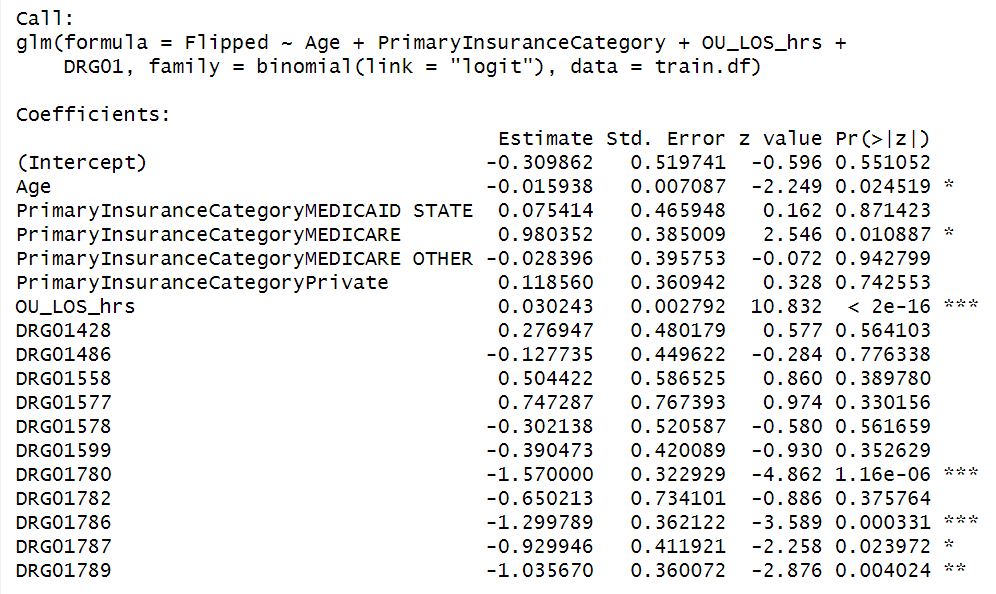 Call:
glm(formula = Flipped ~ Age + PrimaryInsuranceCategory + OU_LOS_hrs +
    DRG01, family = binomial(link = "logit"), data = train.df)

Coefficients:
                                        Estimate Std. Error z value Pr(>|z|)
(Intercept)                            -0.309862   0.519741  -0.596 0.551052
Age                                    -0.015938   0.007087  -2.249 0.024519 *
PrimaryInsuranceCategoryMEDICAID STATE  0.075414   0.465948   0.162 0.871423
PrimaryInsuranceCategoryMEDICARE        0.980352   0.385009   2.546 0.010887 *
PrimaryInsuranceCategoryMEDICARE OTHER -0.028396   0.395753  -0.072 0.942799
PrimaryInsuranceCategoryPrivate         0.118560   0.360942   0.328 0.742553
OU_LOS_hrs                              0.030243   0.002792  10.832  < 2e-16 ***
DRG01428                                0.276947   0.480179   0.577 0.564103
DRG01486                               -0.127735   0.449622  -0.284 0.776338
DRG01558                                0.504422   0.586525   0.860 0.389780
DRG01577                                0.747287   0.767393   0.974 0.330156
DRG01578                               -0.302138   0.520587  -0.580 0.561659
DRG01599                               -0.390473   0.420089  -0.930 0.352629
DRG01780                               -1.570000   0.322929  -4.862 1.16e-06 ***
DRG01782                               -0.650213   0.734101  -0.886 0.375764
DRG01786                               -1.299789   0.362122  -3.589 0.000331 ***
DRG01787                               -0.929946   0.411921  -2.258 0.023972 *
DRG01789                               -1.035670   0.360072  -2.876 0.004024 **